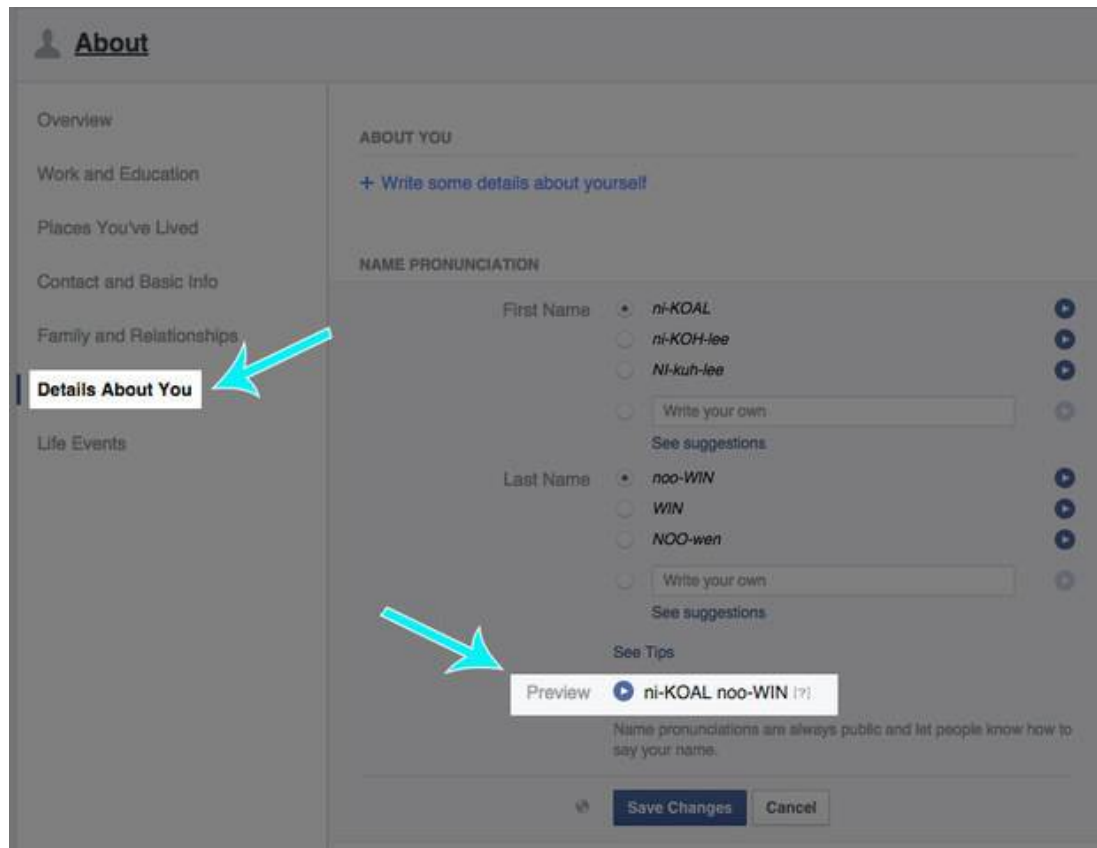 About
Overview
Work and Education
Places You've Lived
Contact and Basic Info
Family and Relationships
Details About You
Life Events
ABOUT YOU
+ Write some details about yourself
NAME PRONUNCIATION
First Name
ni-KOAL
ni-KOH-lee
NI-kuh-lee
Write your own
See suggestions
Last Name
noo-WIN
WIN
NOO-wen
Write your own
See suggestions
See Tips
Preview ni-KOAL noo-WIN [?]
Name pronunciations are always public and let people know how to
say your name.
Save Changes Cancel